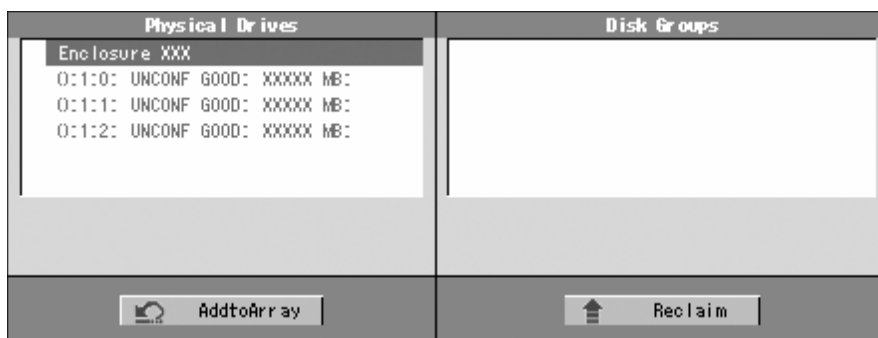 Physical Drives
Enclosure XXX
0:1:0: UNCONF GOOD: XXXXX MB:
0:1:1: UNCONF GOOD: XXXXX MB:
0:1:2: UNCONF GOOD: XXXXX MB:
AddtoArray
Disk Groups
Reclaim